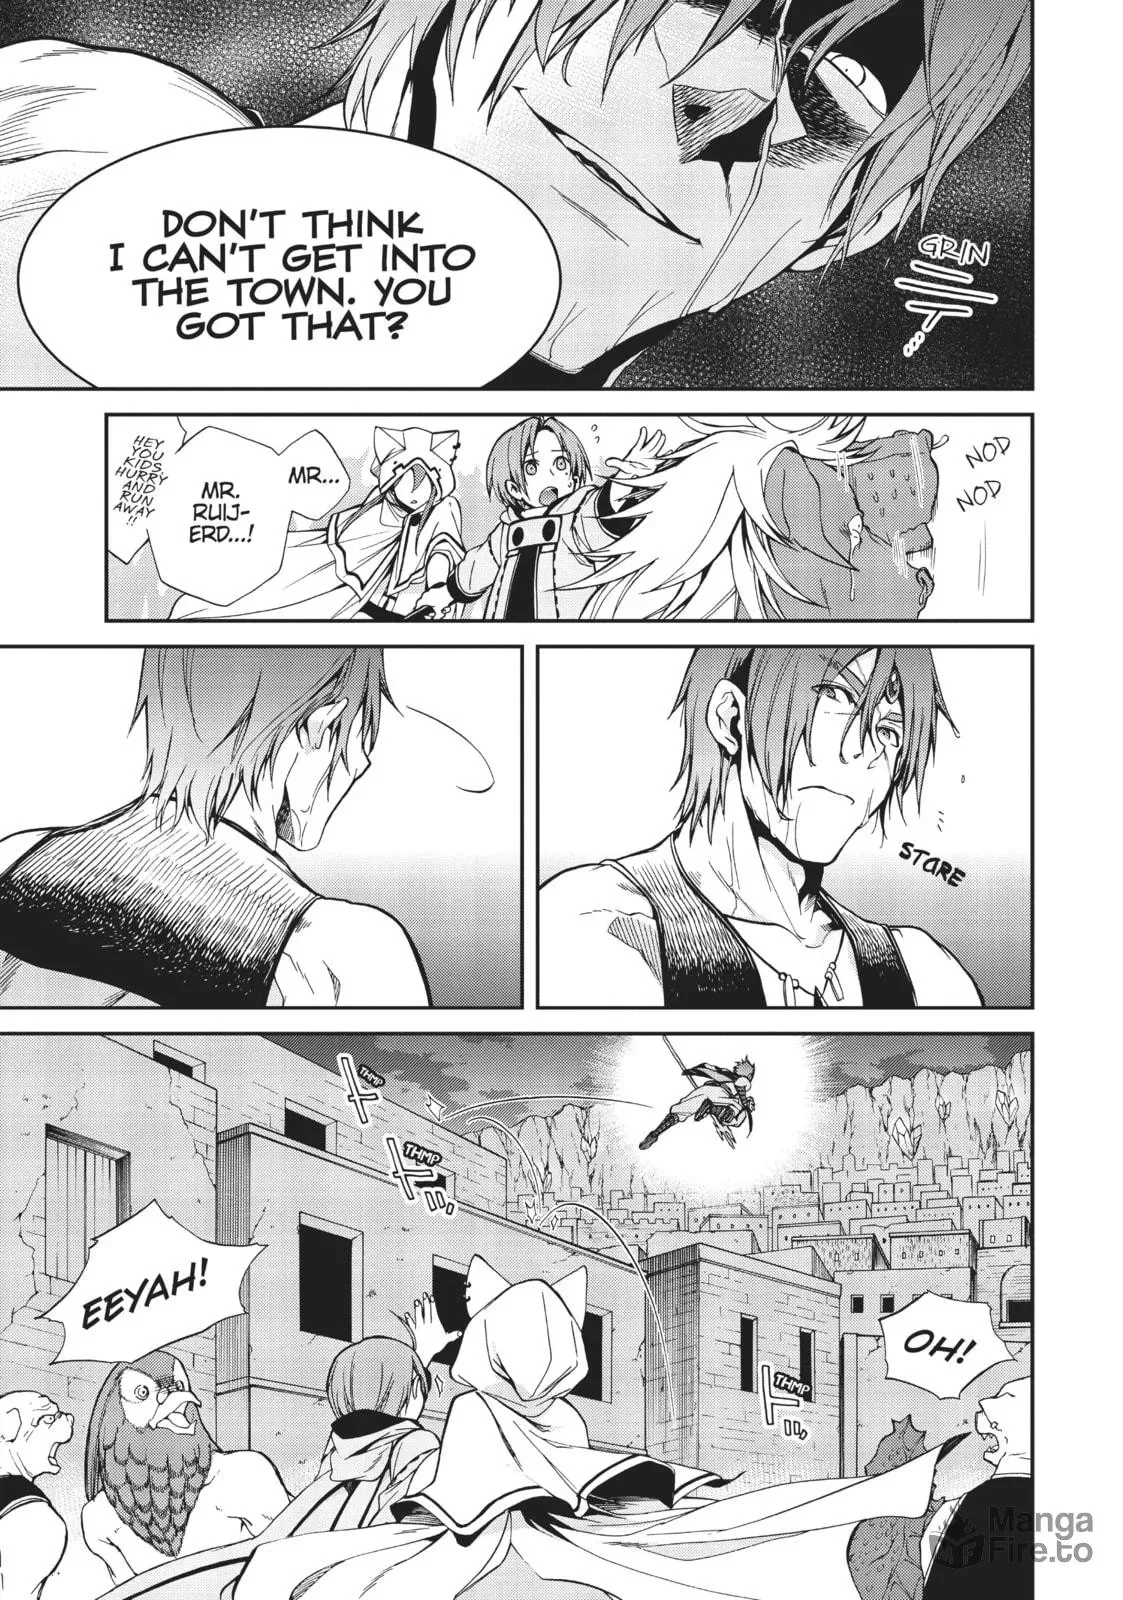 DON'T THINK
I CAN'T GET INTO
THE TOWN. YOU
GOT THAT?
GRIN
NOD
NOD
MR...
MR.
RUIJ-
ERD...!
HEY
YOU
KIDS,
HURRY
AND
RUN
AWAY
!!
STARE
THMP
THMP
THMP
EEYAH!
OH!
Manga
Fire.to